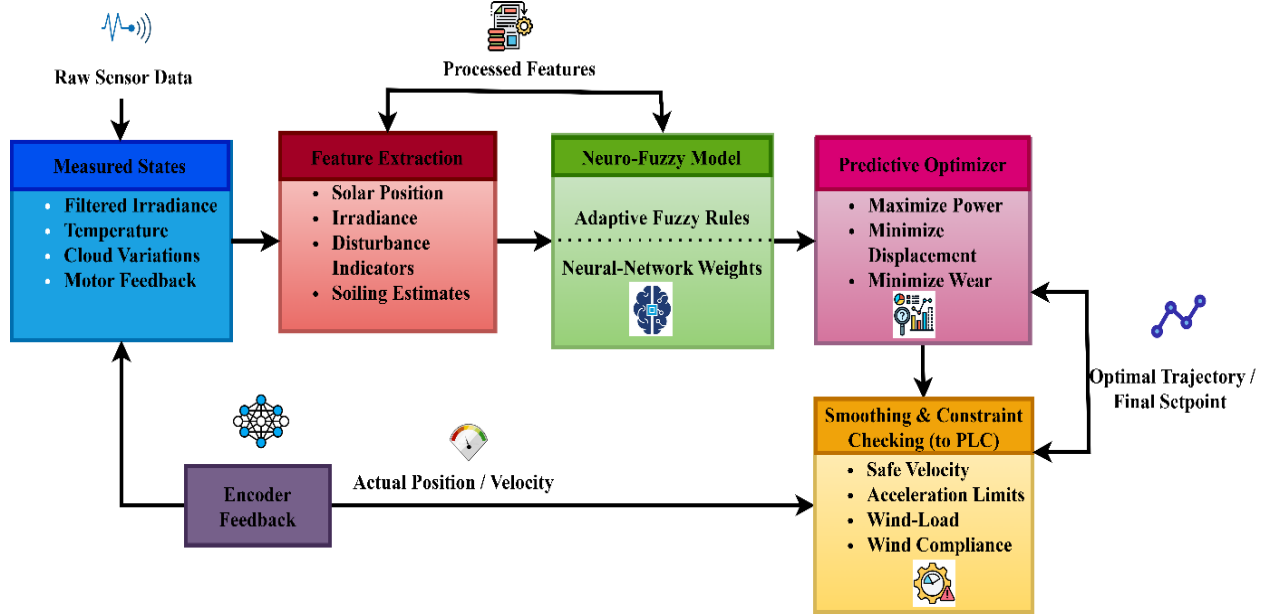 Raw Sensor Data
Processed Features
Measured States
• Filtered Irradiance
• Temperature
• Cloud Variations
• Motor Feedback
Feature Extraction
• Solar Position
• Irradiance
• Disturbance
Indicators
• Soiling Estimates
Neuro-Fuzzy Model
Adaptive Fuzzy Rules
Neural-Network Weights
Predictive Optimizer
• Maximize Power
• Minimize
Displacement
• Minimize Wear
Optimal Trajectory /
Final Setpoint
Smoothing & Constraint
Checking (to PLC)
• Safe Velocity
• Acceleration Limits
• Wind-Load
• Wind Compliance
Actual Position / Velocity
Encoder
Feedback